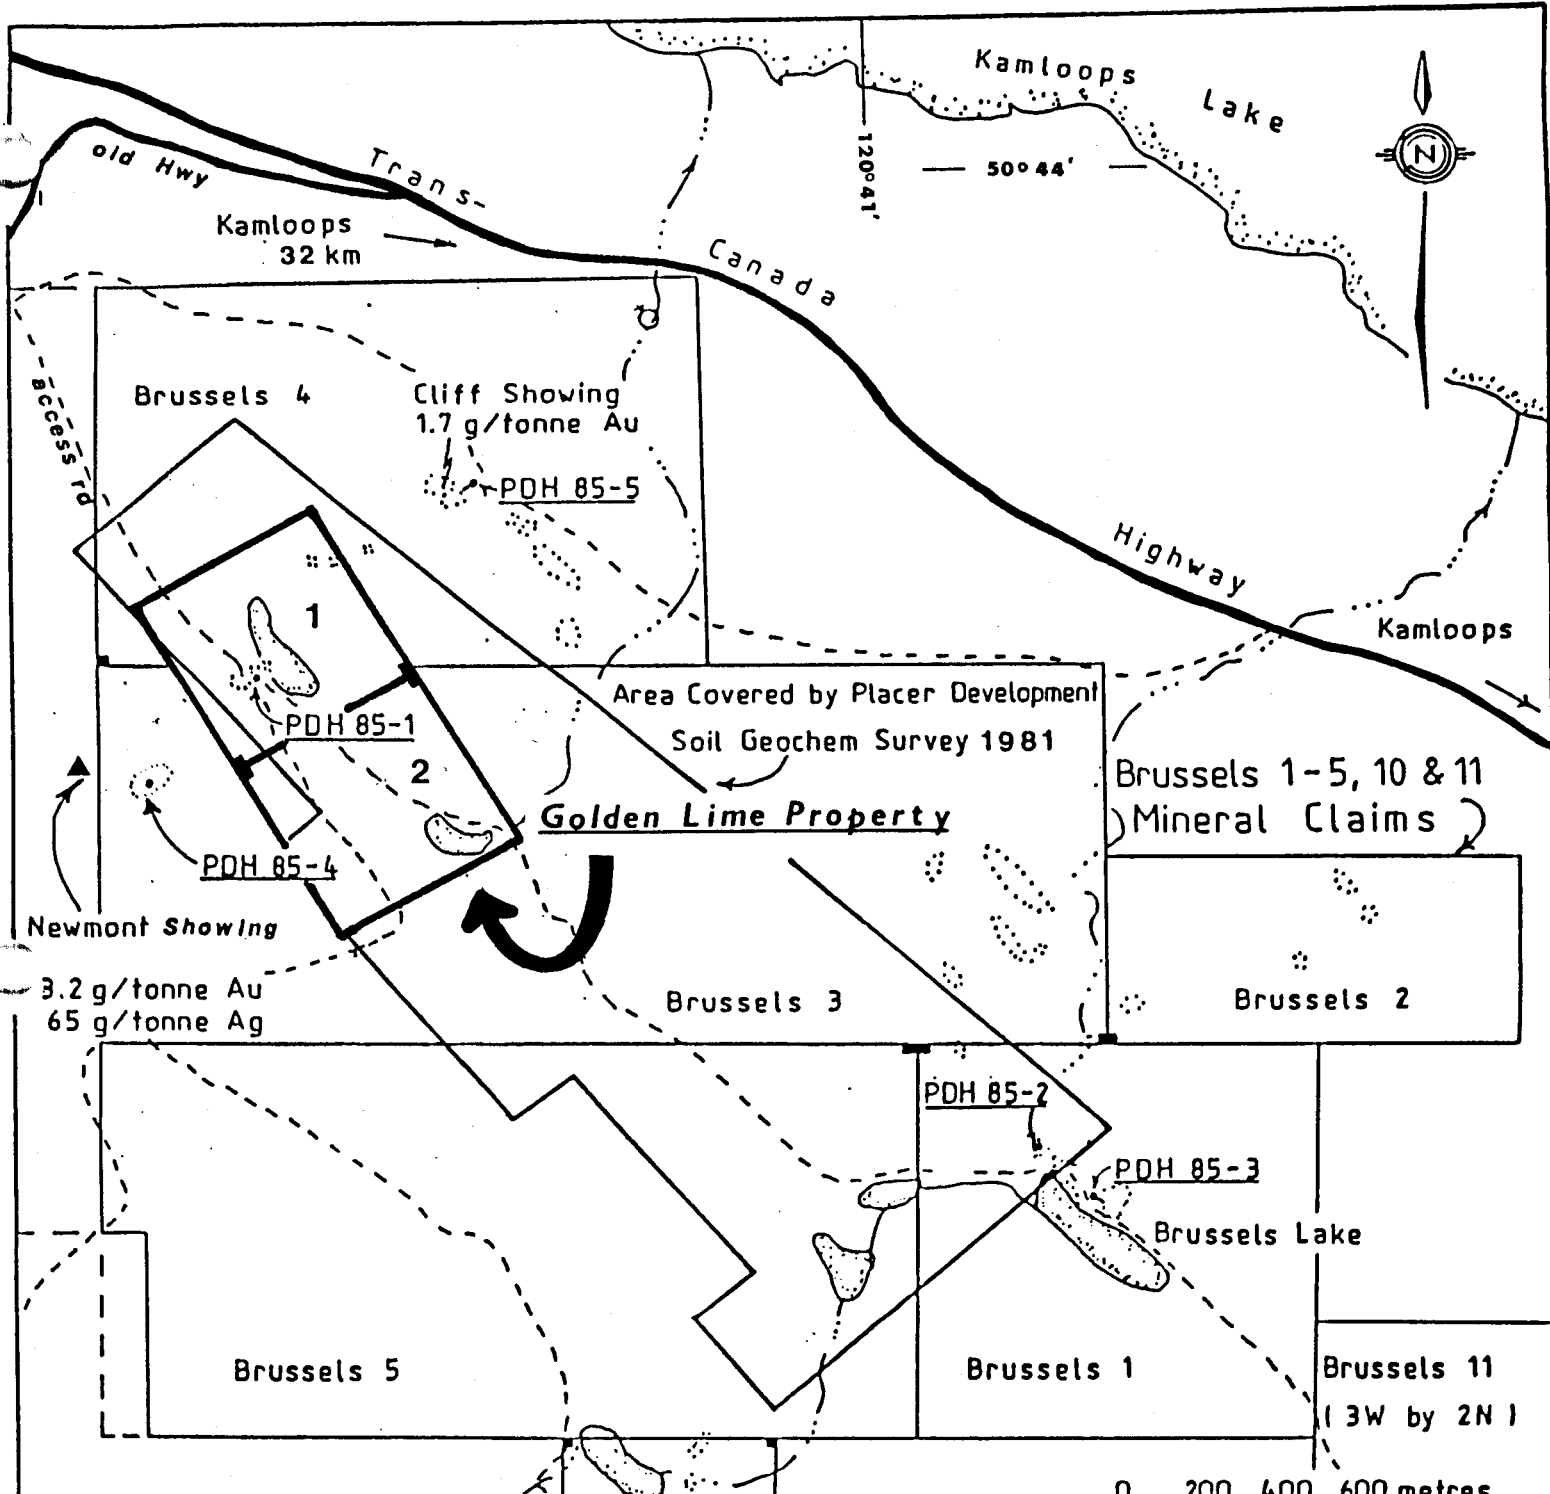 Kamloops
Lake
N
120°41'
50°44'
old Hwy
Trans-
Canada
Highway
Kamloops
32 km
access rd
Brussels 4
Cliff Showing
1.7 g/tonne Au
PDH 85-5
Kamloops
1
Area Covered by Placer Development
Soil Geochem Survey 1981
PDH 85-1
2
Brussels 1-5, 10 & 11
Mineral Claims
Golden Lime Property
PDH 85-4
Newmont Showing
3.2 g/tonne Au
65 g/tonne Ag
Brussels 3
Brussels 2
PDH 85-2
PDH 85-3
Brussels Lake
Brussels 5
Brussels 1
Brussels 11
(3W by 2N)
0 200 400 600 metres